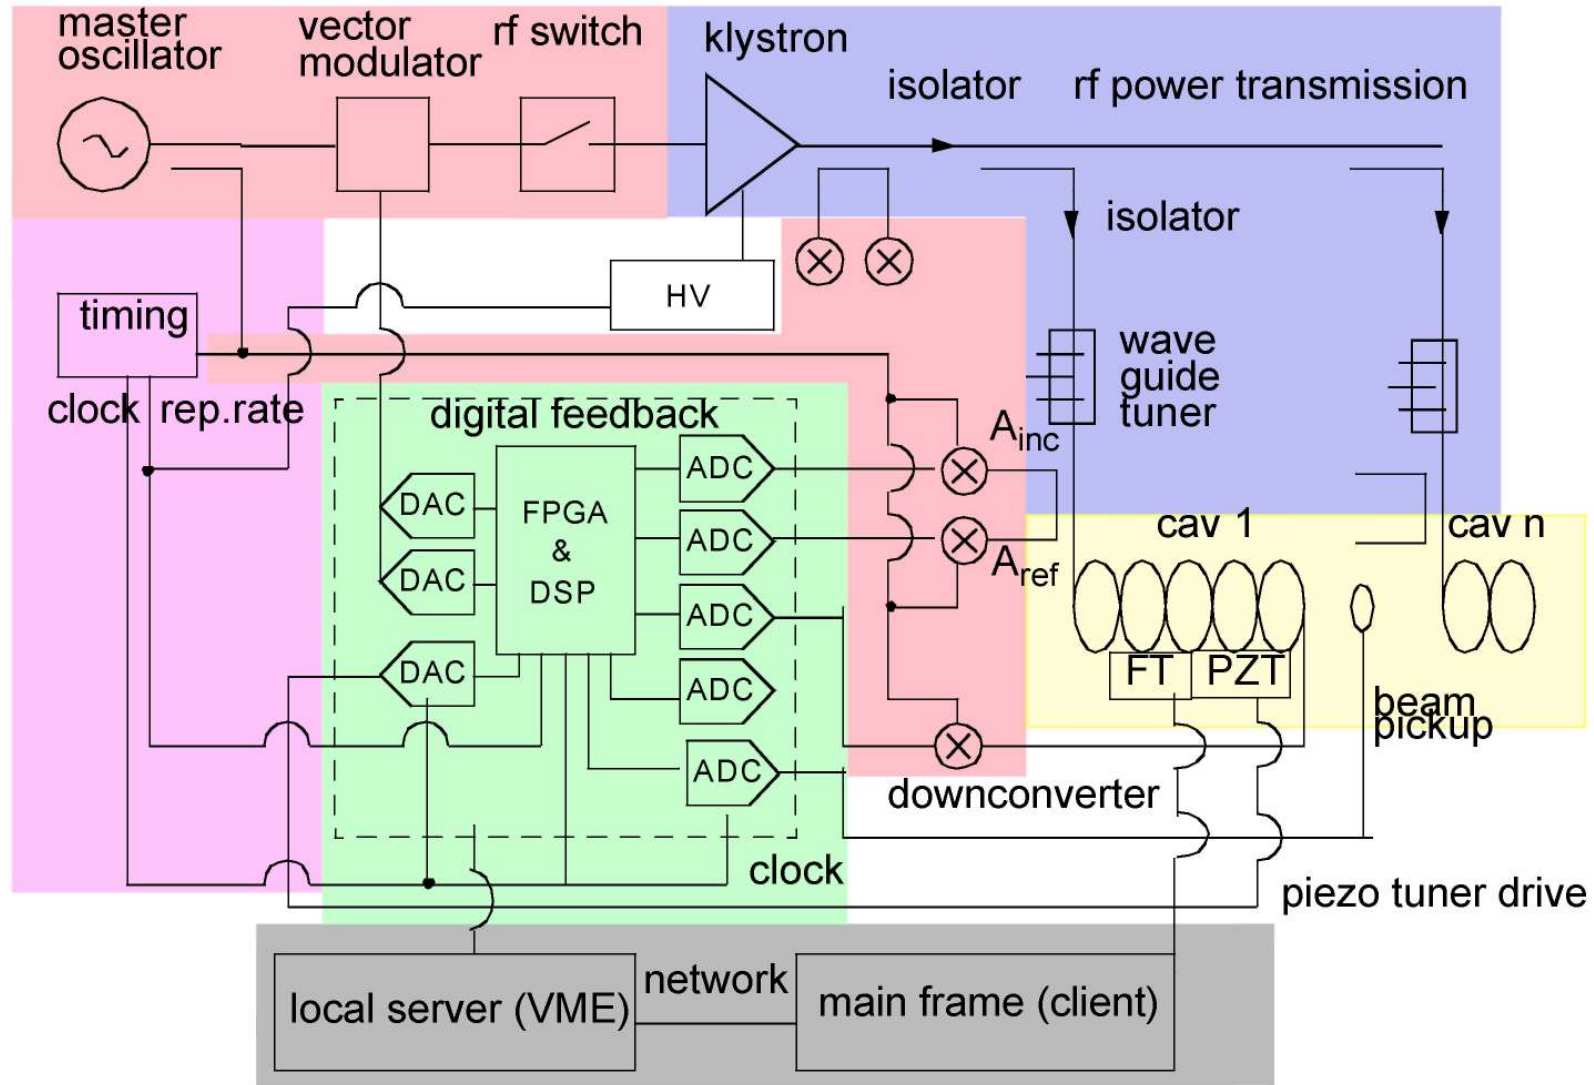 master
oscillator
vector
modulator
rf switch
klystron
isolator
rf power transmission
isolator
HV
timing
wave
guide
tuner
clock
rep.rate
digital feedback
Ainc
ADC
DAC
FPGA
&
DSP
ADC
DAC
Aref
cav 1
cav n
ADC
DAC
ADC
FT
PZT
beam
pickup
ADC
downconverter
clock
piezo tuner drive
network
local server (VME)
main frame (client)